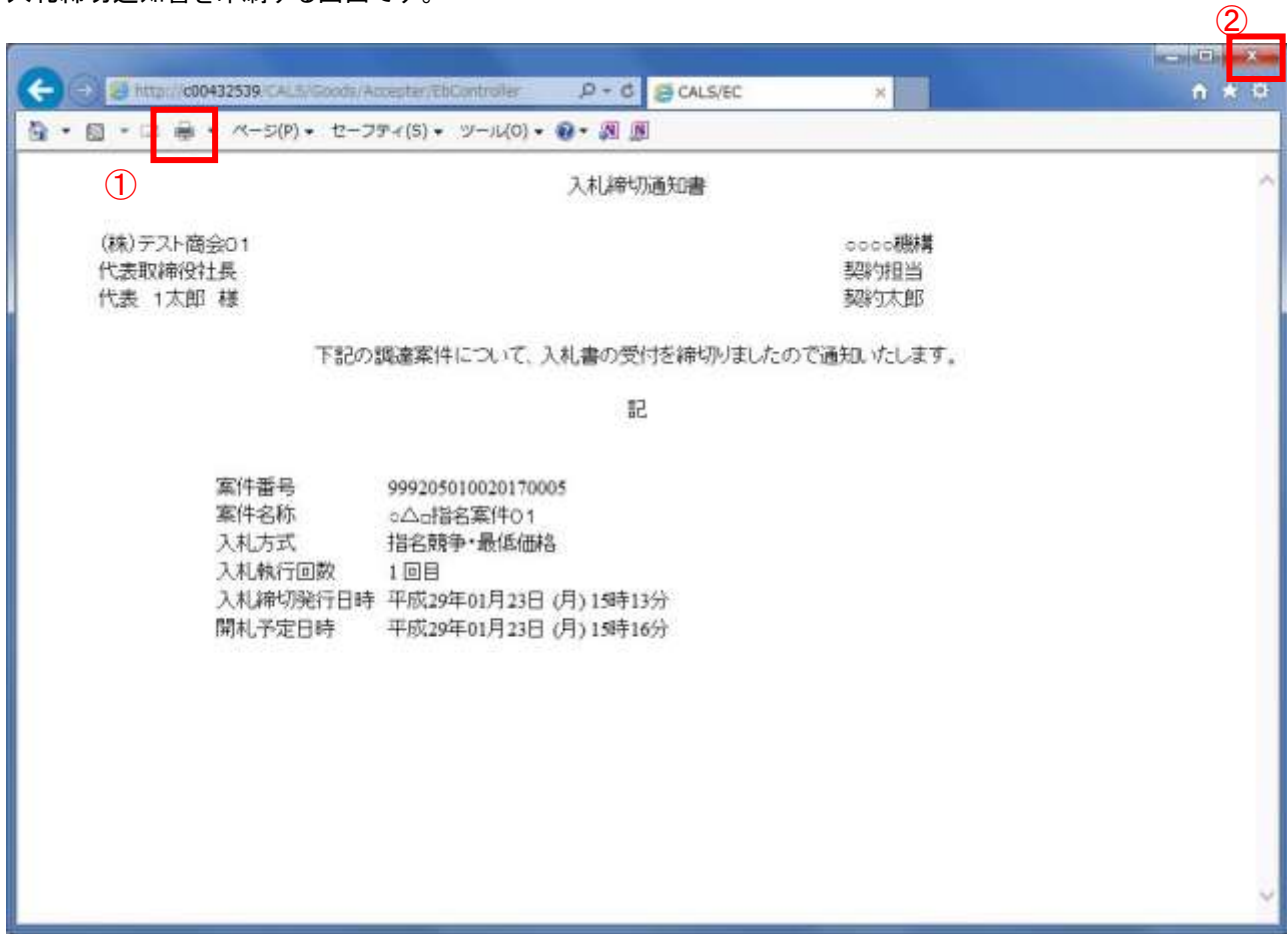 ②
http://c00432539/CALS/Goods/Accepter/EbController
CALS/EC
ページ(P) セーフティ(S) ツール(O)
①
入札締切通知書
(株)テスト商会01 ○○○○機構
代表取締役社長 契約担当
代表 1太郎 様 契約太郎
下記の調達案件について、入札書の受付を締切りましたので通知いたします。
記
案件番号 999205010020170005
案件名称 ○△□指名案件01
入札方式 指名競争・最低価格
入札執行回数 1回目
入札締切発行日時 平成29年01月23日 (月) 15時13分
開札予定日時 平成29年01月23日 (月) 15時16分